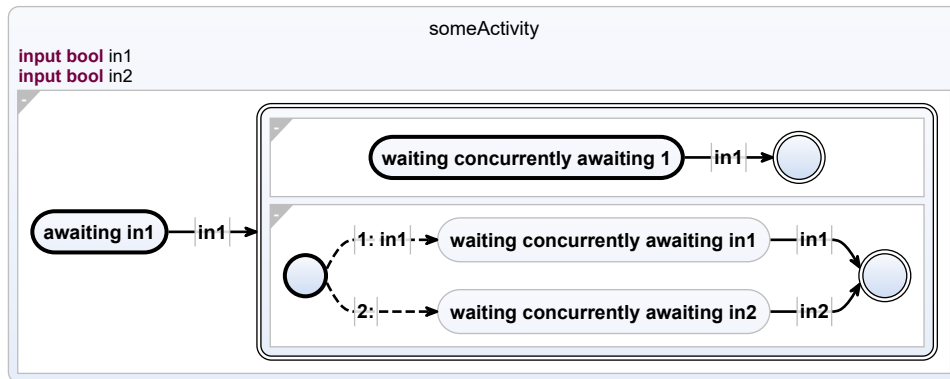 someActivity
input bool in1
input bool in2
-
-
waiting concurrently awaiting 1
in1
awaiting in1
in1
-
1: in1
waiting concurrently awaiting in1
in1
2:
waiting concurrently awaiting in2
in2